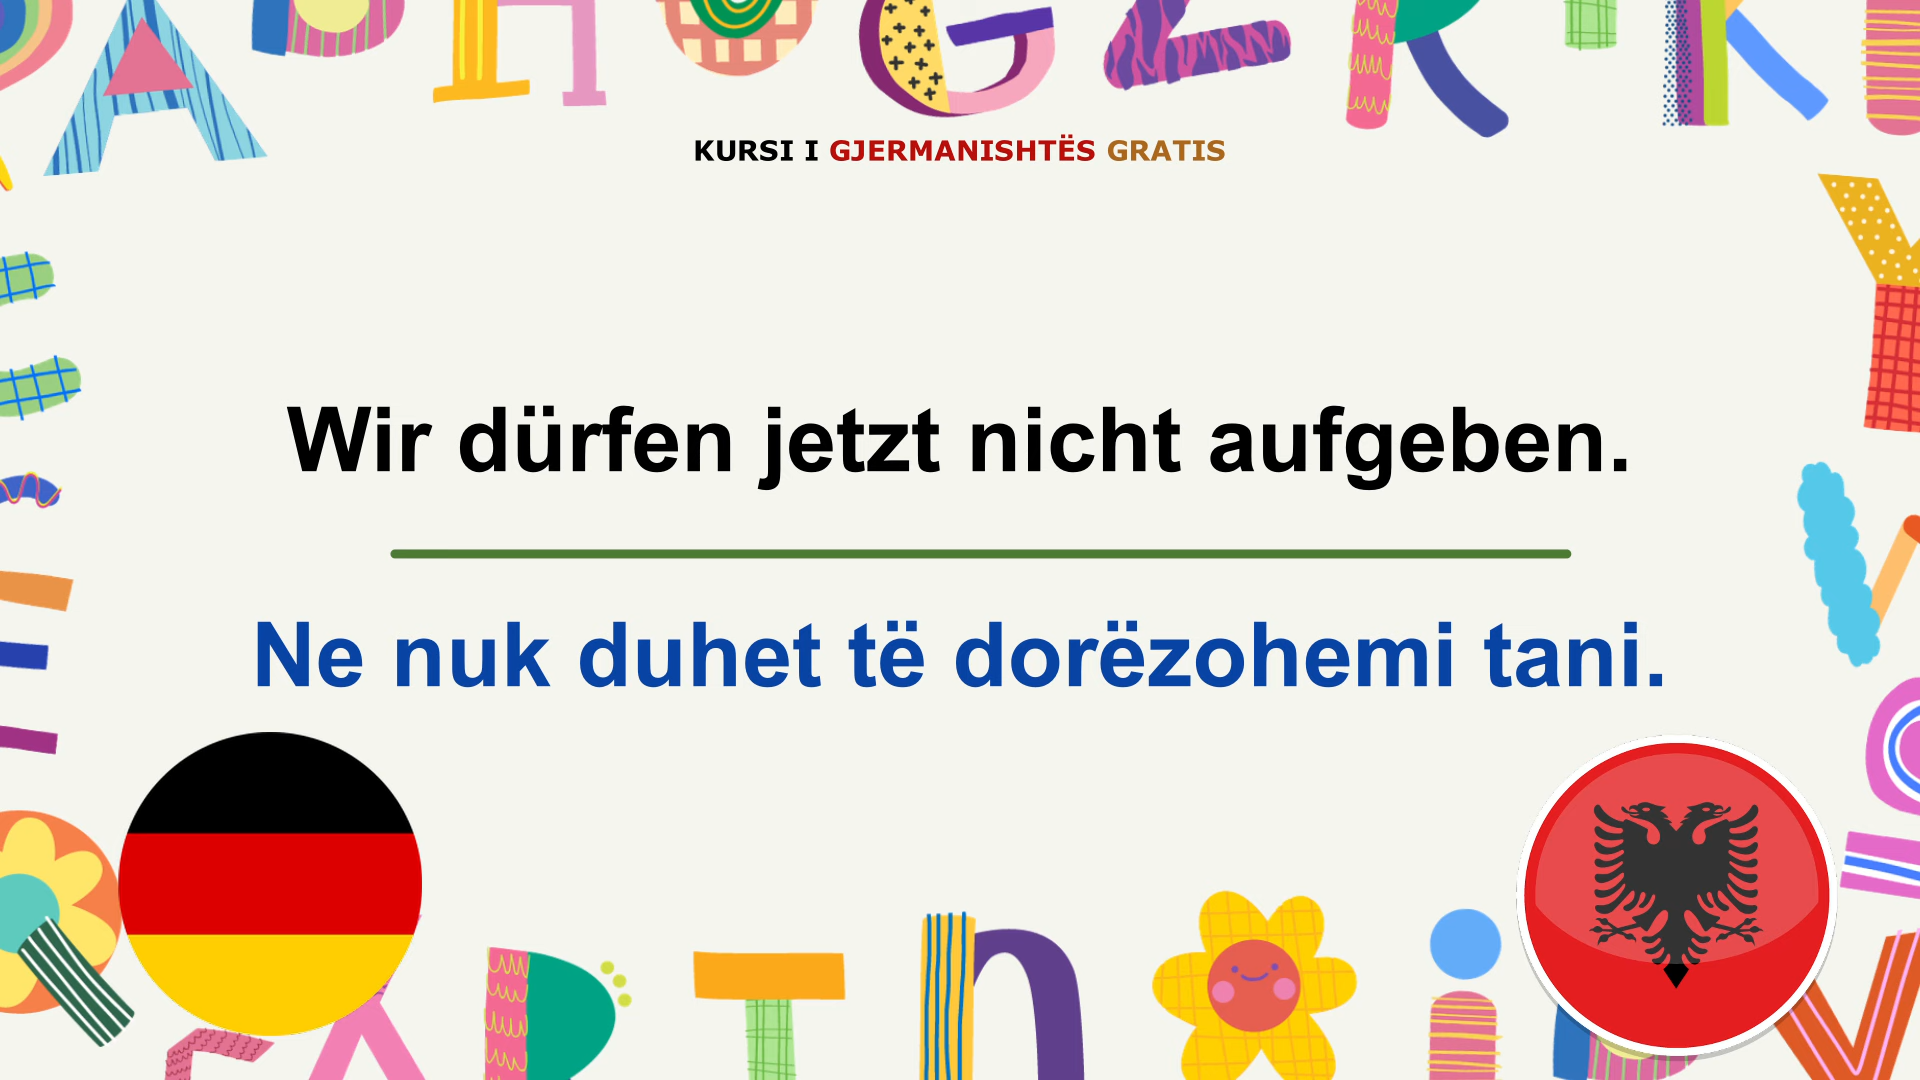 KURSI I GJERMANISHTËS GRATIS
Wir dürfen jetzt nicht aufgeben.
Ne nuk duhet të dorëzohemi tani.